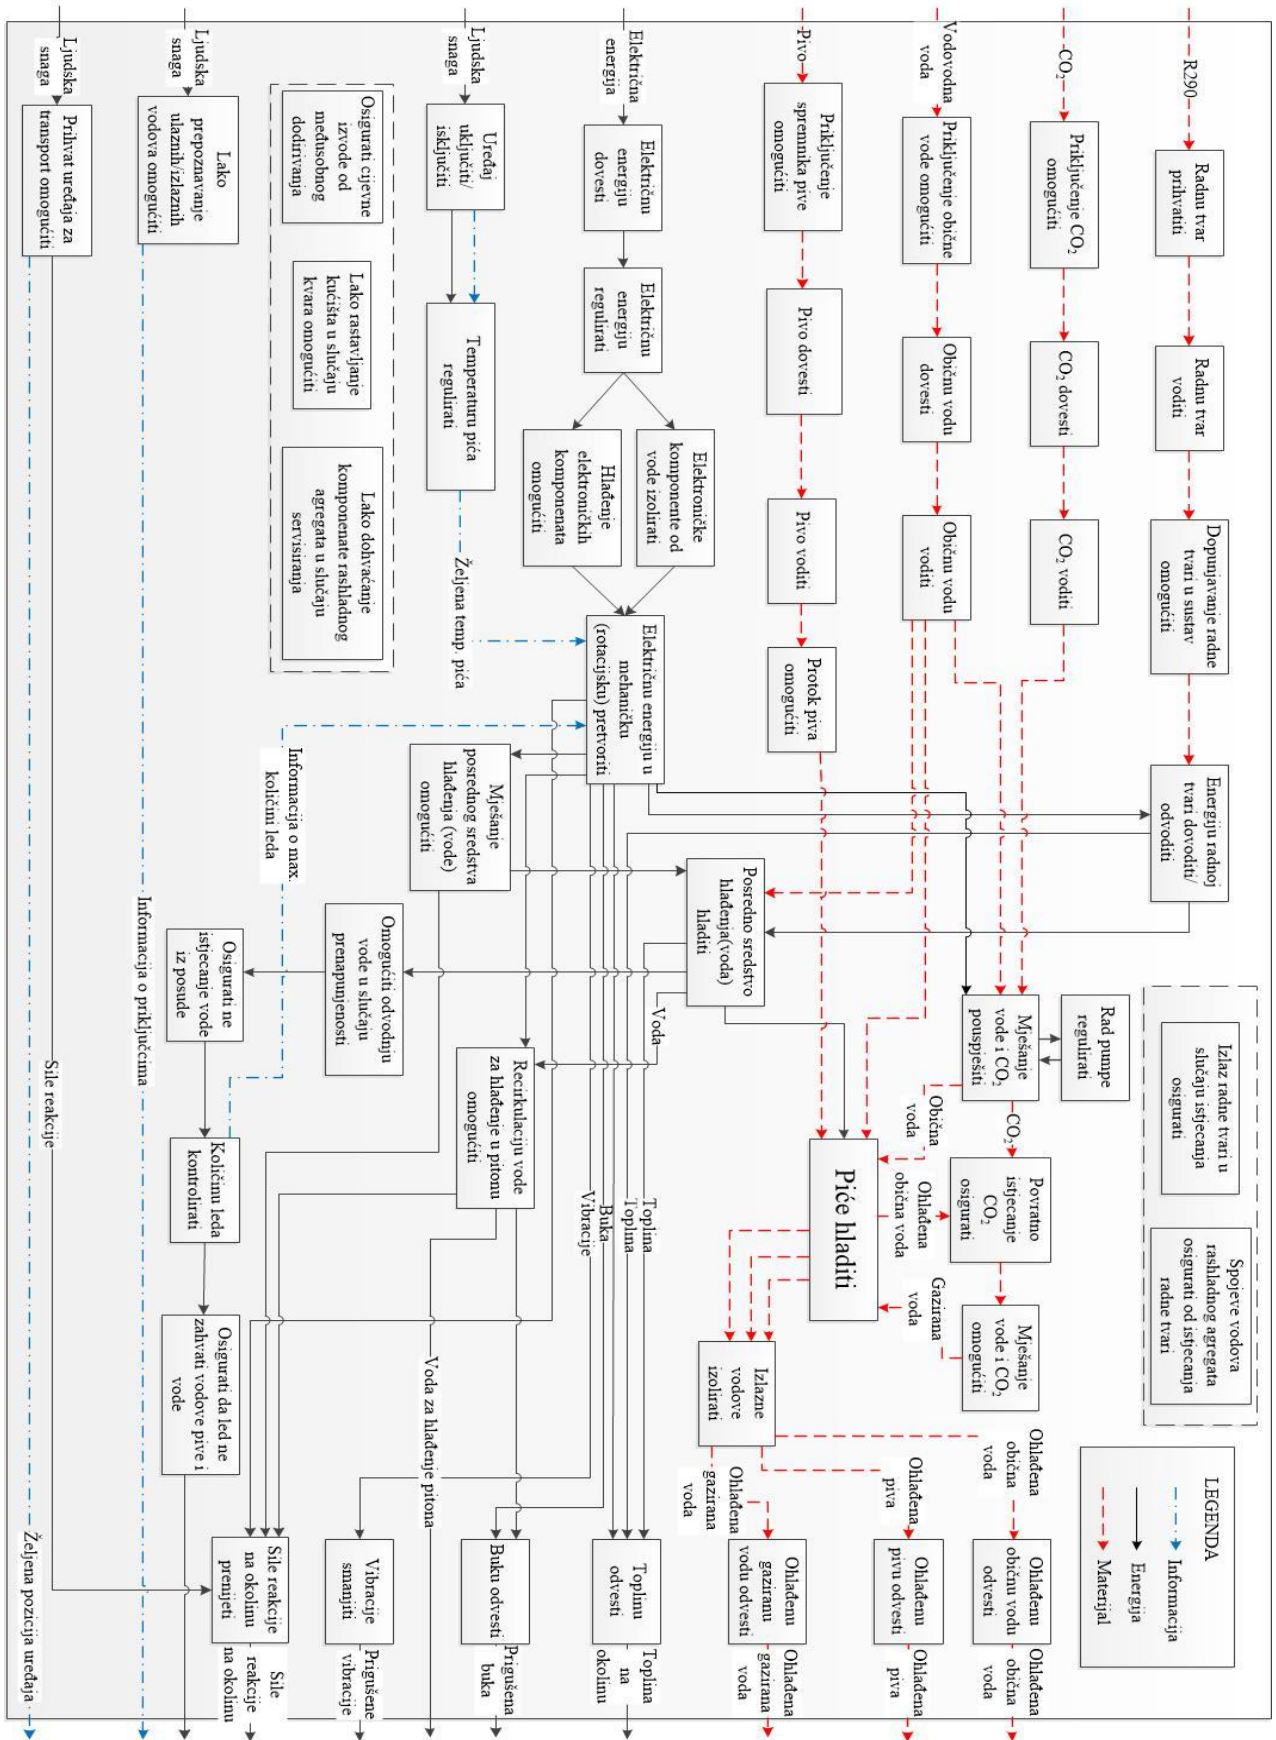 R290
Radnu tvar
prihvatiti
Radnu tvar
voditi
Dopunjavanje radne
tvari u sustav
omogućiti
Energiju radnoj
tvari dovoditi/
odvoditi
Izlaz radne tvari u
slučaju istjecanja
osigurati
Spojeve vodova
rashladnog agregata
osigurati od istjecanja
radne tvari
LEGENDA
Informacija
Energija
Materijal
CO₂
Priključenje CO₂
omogućiti
CO₂ dovesti
CO₂ voditi
Rad pumpe
regulirati
Mješanje
vode i CO₂
pouspješiti
CO₂
Povratno
istjecanje
CO₂
osigurati
Mješanje
vode i CO₂
omogućiti
Vodovodna
voda
Priključenje obične
vode omogućiti
Običnu vodu
dovesti
Običnu vodu
voditi
Obična
voda
Ohlađena
obična voda
Gazirana
voda
Ohlađena
obična
voda
Ohlađenu
običnu vodu
odvesti
Ohlađena
obična
voda
Pivo
Priključenje
spremnika pive
omogućiti
Pivo dovesti
Pivo voditi
Protok piva
omogućiti
Piće hladiti
Ohlađena
piva
Ohlađenu
pivu odvesti
Ohlađena
piva
Posredno sredstvo
hlađenja(voda)
hladiti
Izlazne
vodove
izolirati
Ohlađena
gazirana
voda
Ohlađenu
gaziranu
vodu odvesti
Ohlađena
gazirana
voda
Električna
energija
Električnu
energiju
dovesti
Električnu
energiju
regulirati
Elektroničke
komponente od
vode izolirati
Hlađenje
elektroničkih
komponenata
omogućiti
Električnu energiju u
mehaničku
(rotacijsku) pretvoriti
Voda
Toplina
Toplina
Buka
Vibracije
Toplinu
odvesti
Toplina
na
okolinu
Ljudska
snaga
Uređaj
uključiti/
isključiti
Temperaturu pića
regulirati
Željena temp. pića
Mješanje
posrednog sredstva
hlađenja (vode)
omogućiti
Recirkulaciju vode
za hlađenje u pitonu
omogućiti
Voda za hlađenje pitona
Buku odvesti
Prigušena
buka
Osigurati cijevne
izvode od
međusobnog
dodirivanja
Lako rastavljanje
kućišta u slučaju
kvara omogućiti
Lako dohvaćanje
komponenate rashladnog
agregata u slučaju
servisiranja
Informacija o max.
količini leda
Omogućiti odvodnju
vode u slučaju
prenapunjenosti
Vibracije
smanjiti
Prigušene
vibracije
Ljudska
snaga
Lako
prepoznavanje
ulaznih/izlaznih
vodova omogućiti
Informacija o priključcima
Osigurati ne
istjecanje vode
iz posude
Količinu leda
kontrolirati
Osigurati da led ne
zahvati vodove pive i
vode
Sile reakcije
na okolinu
prenijeti
Sile
reakcije
na okolinu
Ljudska
snaga
Prihvat uređaja za
transport omogućiti
Sile reakcije
Željena pozicija uređaja